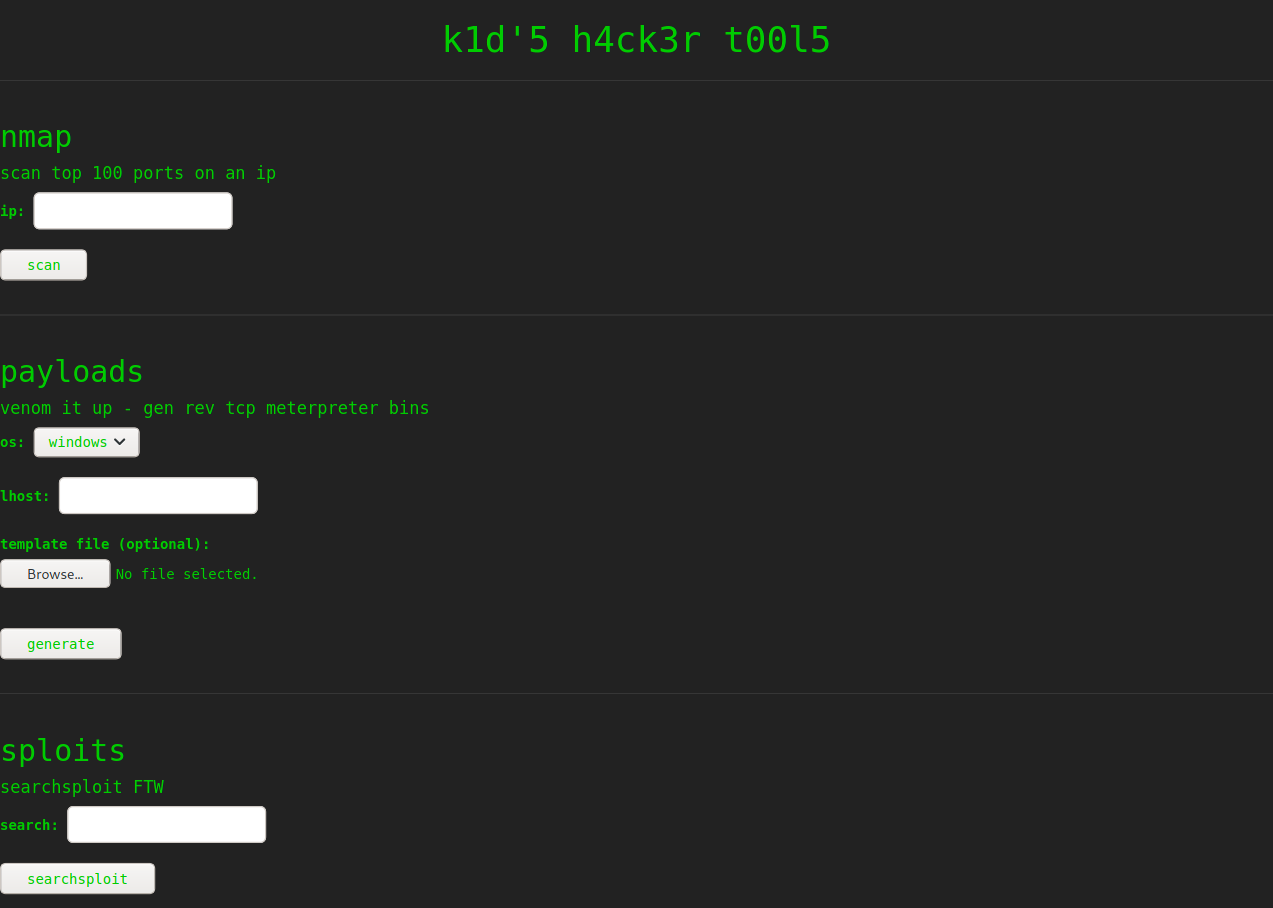 k1d'5 h4ck3r t00l5
nmap
scan top 100 ports on an ip
ip:
scan
payloads
venom it up - gen rev tcp meterpreter bins
os: windows
lhost:
template file (optional):
Browse... No file selected.
generate
sploits
searchsploit FTW
search:
searchsploit